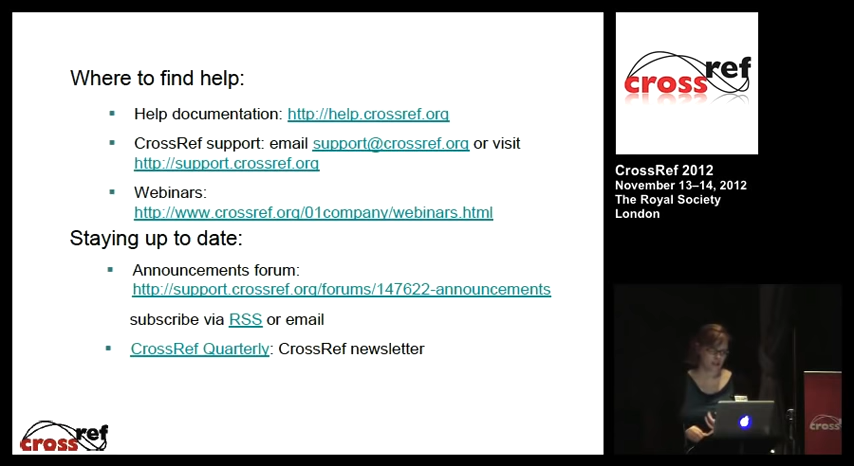 Where to find help:
Help documentation: http://help.crossref.org
CrossRef support: email support@crossref.org or visit
http://support.crossref.org
Webinars:
http://www.crossref.org/01company/webinars.html
Staying up to date:
Announcements forum:
http://support.crossref.org/forums/147622-announcements
subscribe via RSS or email
CrossRef Quarterly: CrossRef newsletter
crossref
crossref
CrossRef 2012
November 13–14, 2012
The Royal Society
London
cross